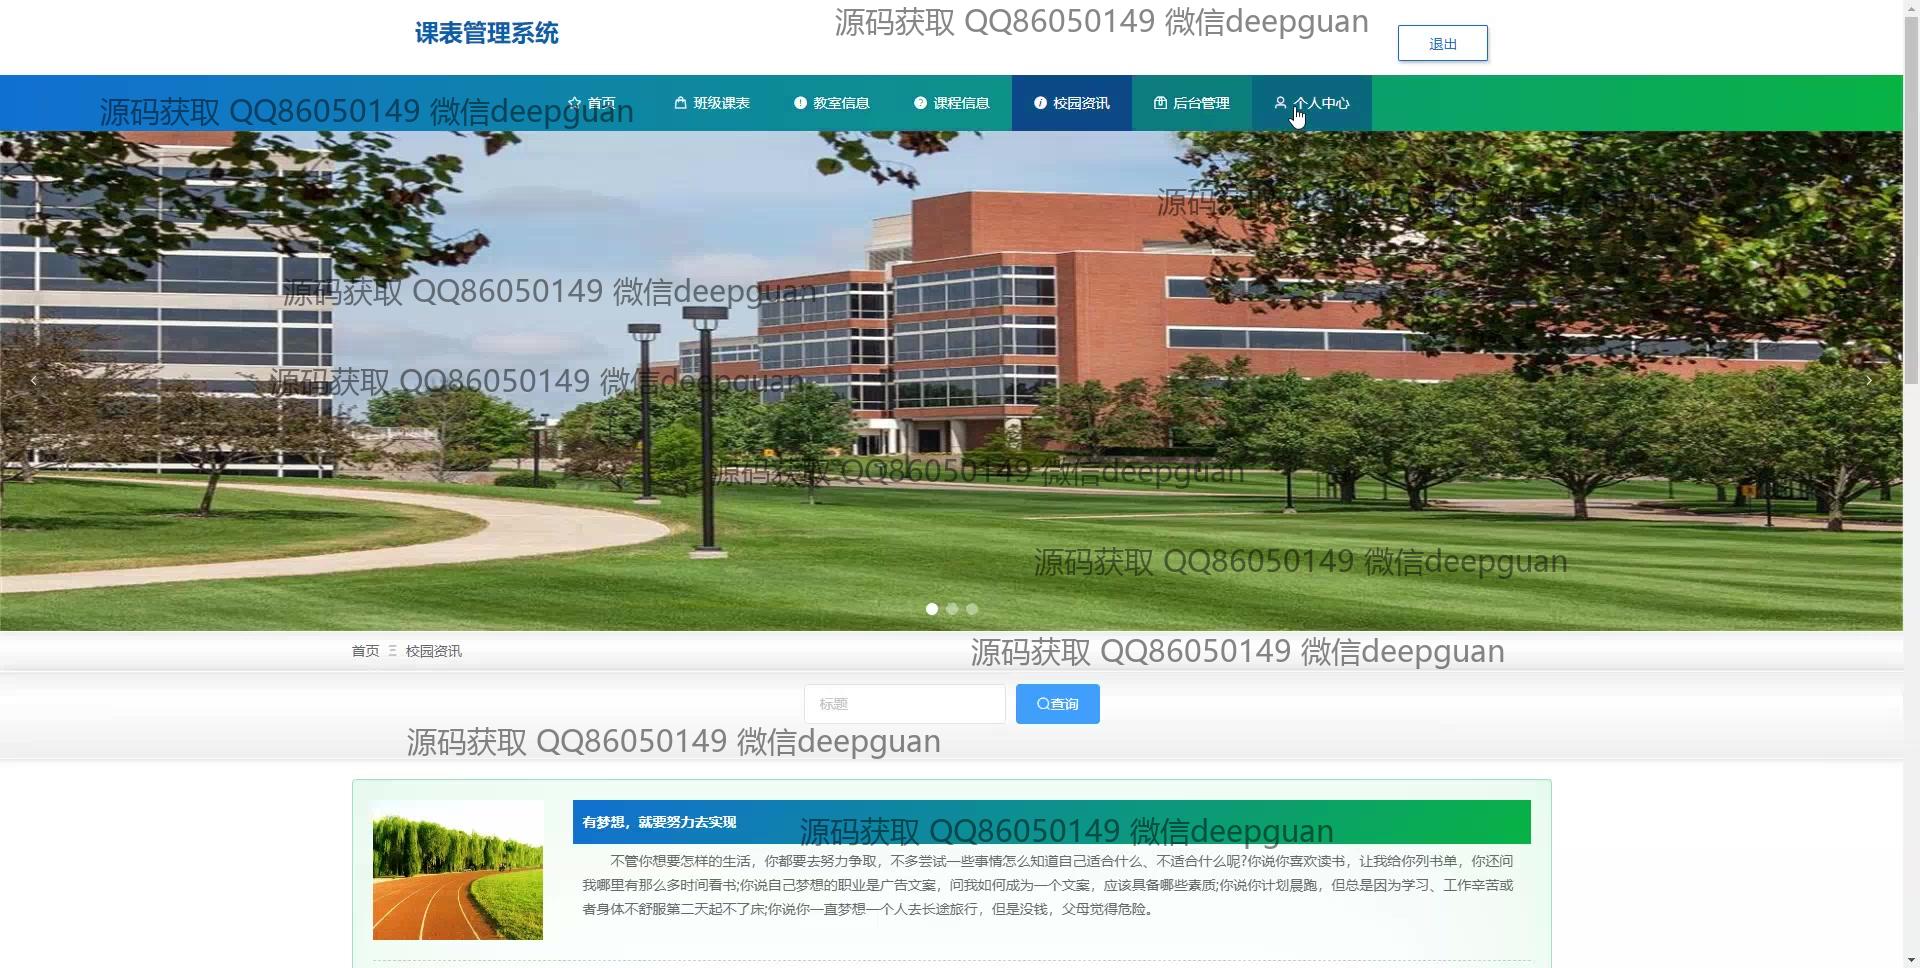 课表管理系统
源码获取 QQ86050149 微信deepguan
退出
首页 班级课表 教室信息 课程信息 校园资讯 后台管理 个人中心
源码获取 QQ86050149 微信deepguan
源码获取
源码获取 QQ86050149 微信deepguan
源码获取 QQ86050149 微信deepguan
源码获取 QQ86050149 微信deepguan
源码获取 QQ86050149 微信deepguan
首页 校园资讯
源码获取 QQ86050149 微信deepguan
标题 查询
源码获取 QQ86050149 微信deepguan
有梦想，就要努力去实现
源码获取 QQ86050149 微信deepguan
不管你想要怎样的生活，你都要去努力争取，不多尝试一些事情怎么知道自己适合什么、不适合什么呢?你说你喜欢读书，让我给你列书单，你还问
我哪里有那么多时间看书;你说自己梦想的职业是广告文案，问我如何成为一个文案，应该具备哪些素质;你说你计划晨跑，但总是因为学习、工作辛苦或
者身体不舒服第二天起不了床;你说你一直梦想一个人去长途旅行，但是没钱，父母觉得危险。